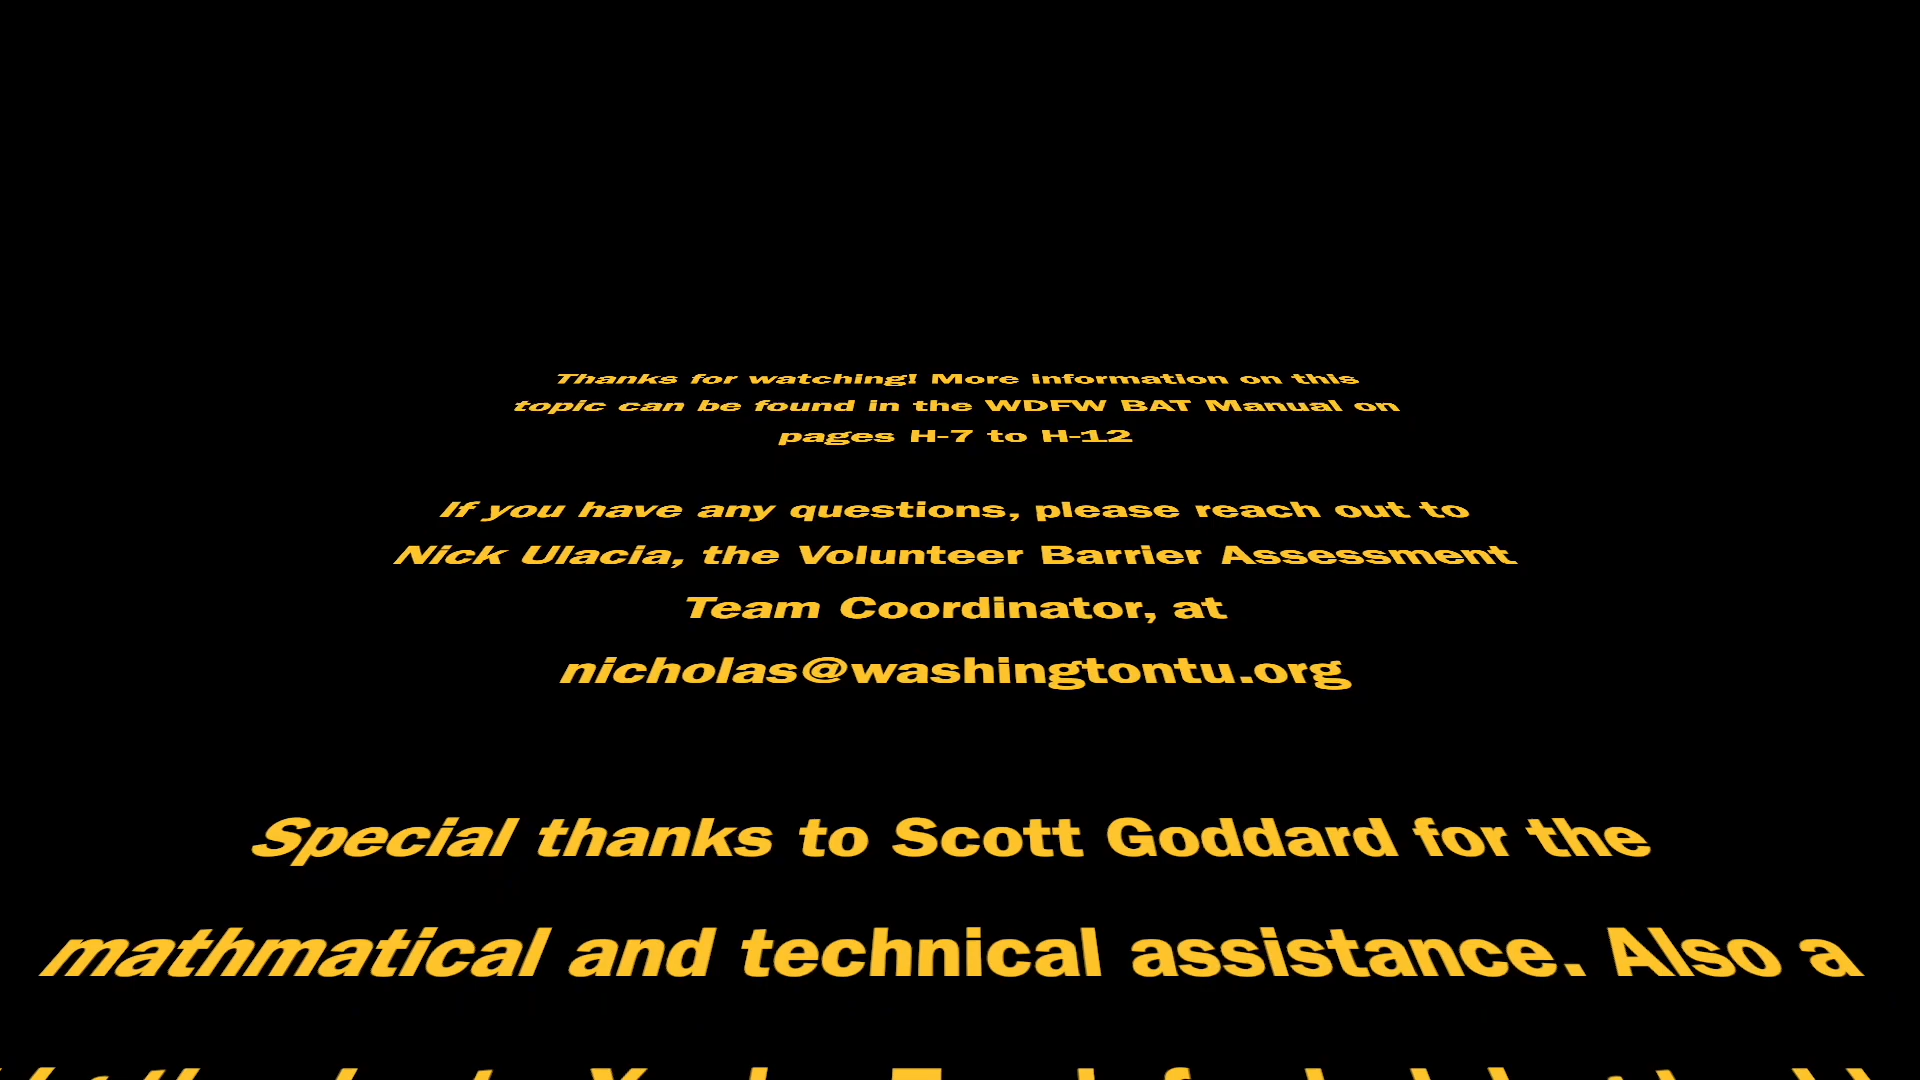 Thanks for watching! More information on this
topic can be found in the WDFW BAT Manual on
pages H-7 to H-12
If you have any questions, please reach out to
Nick Ulacia, the Volunteer Barrier Assessment
Team Coordinator, at
nicholas@washingtontu.org
Special thanks to Scott Goddard for the
mathmatical and technical assistance. Also a